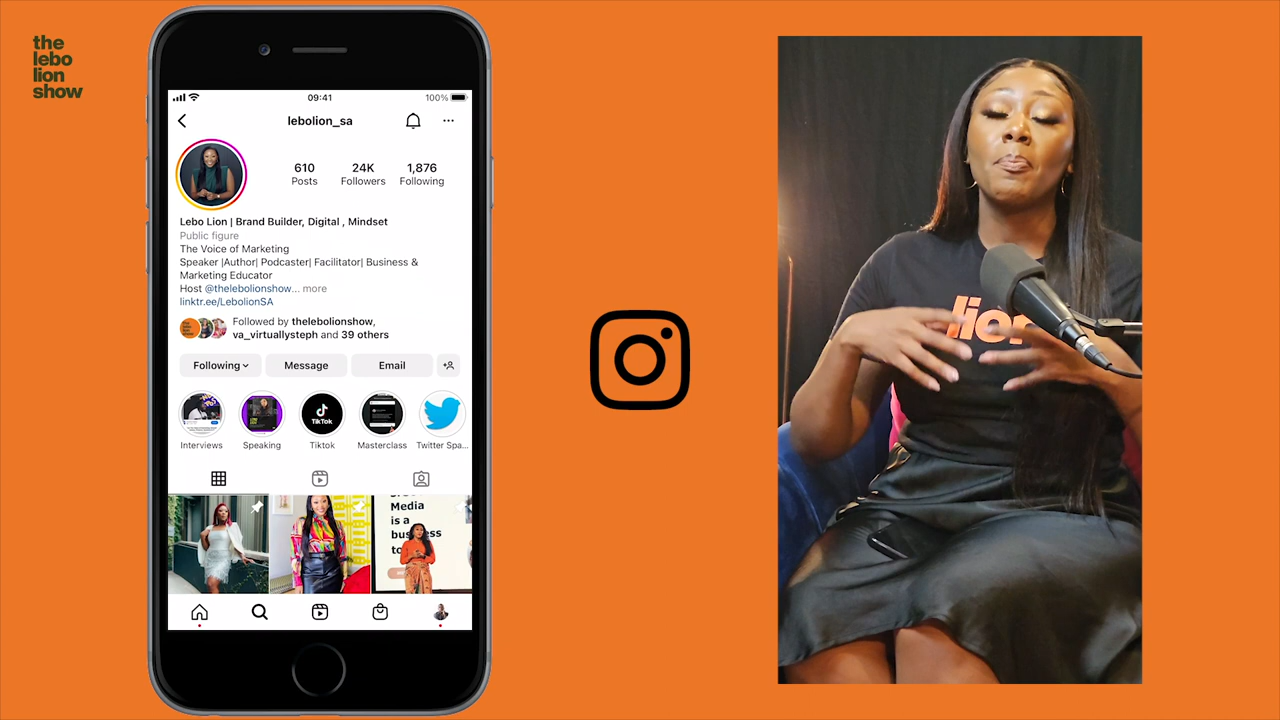 the
lebo
lion
show
09:41
100%
lebolion_sa
610
Posts
24K
Followers
1,876
Following
Lebo Lion | Brand Builder, Digital , Mindset
Public figure
The Voice of Marketing
Speaker |Author| Podcaster| Facilitator| Business &
Marketing Educator
Host @thelebolionshow... more
linktr.ee/LebolionSA
Followed by thelebolionshow,
va_virtuallysteph and 39 others
Following
Message
Email
TikTok
Interviews
Speaking
Tiktok
Masterclass
Twitter Spa...
Media
is a
business
lion